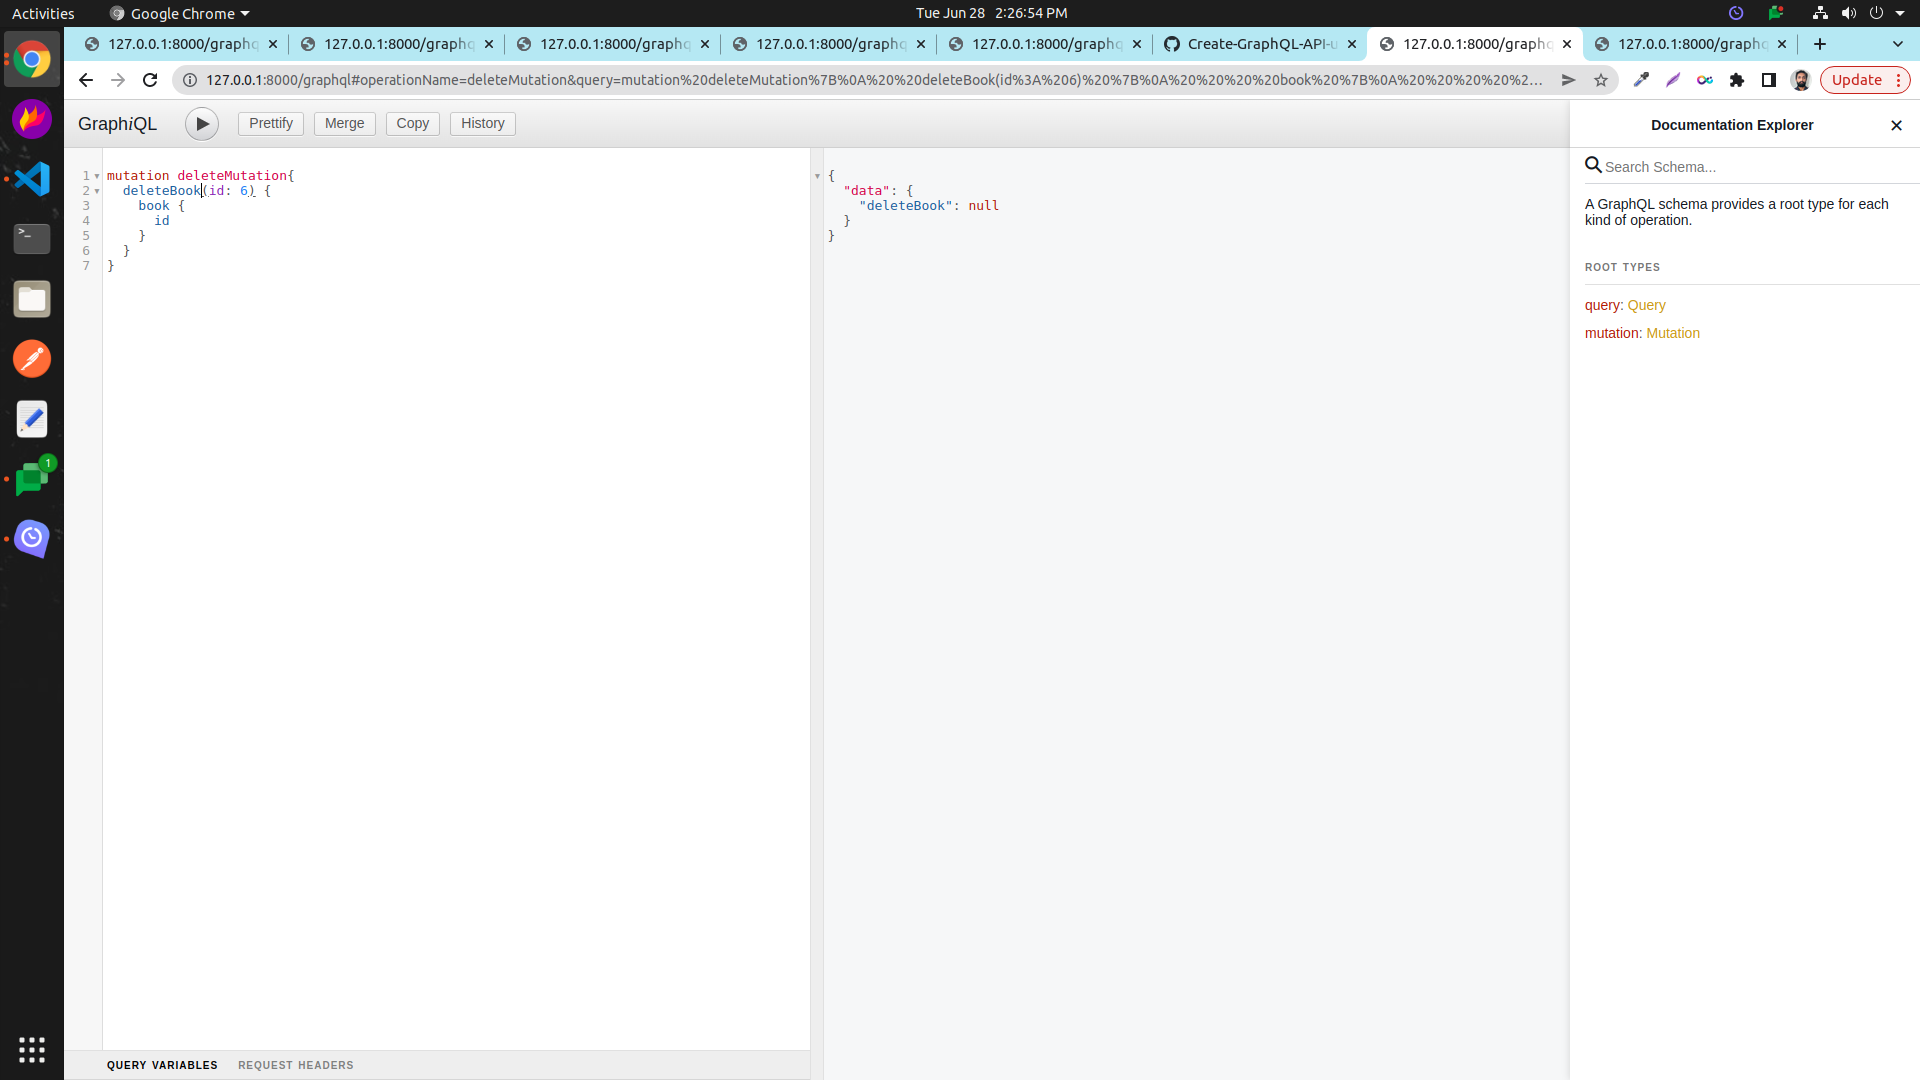 Activities Google Chrome Tue Jun 28 2:26:54 PM
127.0.0.1:8000/graphq 127.0.0.1:8000/graphq 127.0.0.1:8000/graphq 127.0.0.1:8000/graphq 127.0.0.1:8000/graphq Create-GraphQL-API-u 127.0.0.1:8000/graphq 127.0.0.1:8000/graphq
127.0.0.1:8000/graphql#operationName=deleteMutation&query=mutation%20deleteMutation%7B%0A%20%20deleteBook(id%3A%206)%20%7B%0A%20%20%20%20book%20%7B%0A%20%20%20%20%2... Update
GraphiQL Prettify Merge Copy History
Documentation Explorer
Search Schema...
A GraphQL schema provides a root type for each
kind of operation.
ROOT TYPES
query: Query
mutation: Mutation
1 mutation deleteMutation{
2 deleteBook(id: 6) {
3 book {
4 id
5 }
6 }
7 }
{
"data": {
"deleteBook": null
}
}
1
QUERY VARIABLES REQUEST HEADERS